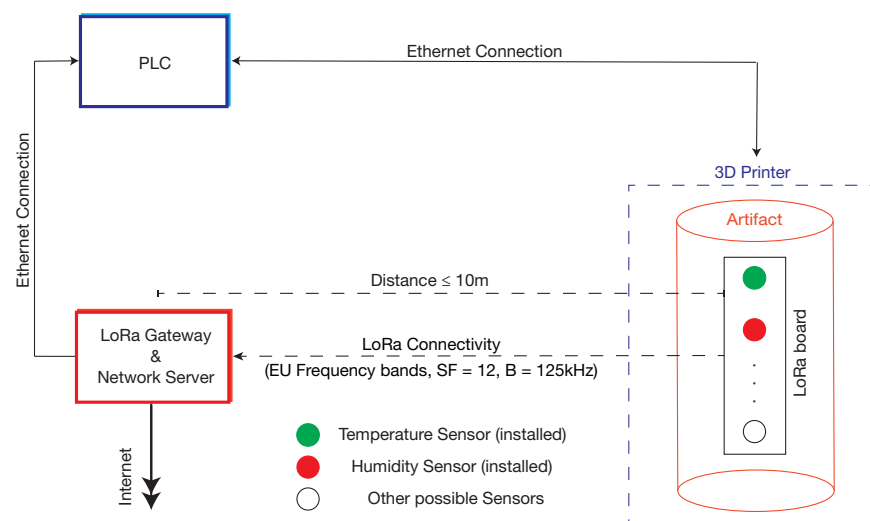 Ethernet Connection
PLC
3D Printer
Ethernet Connection
Artifact
Distance ≤ 10m
LoRa Gateway
&
Network Server
LoRa Connectivity
(EU Frequency bands, SF = 12, B = 125kHz)
LoRa board
Internet
Temperature Sensor (installed)
Humidity Sensor (installed)
Other possible Sensors